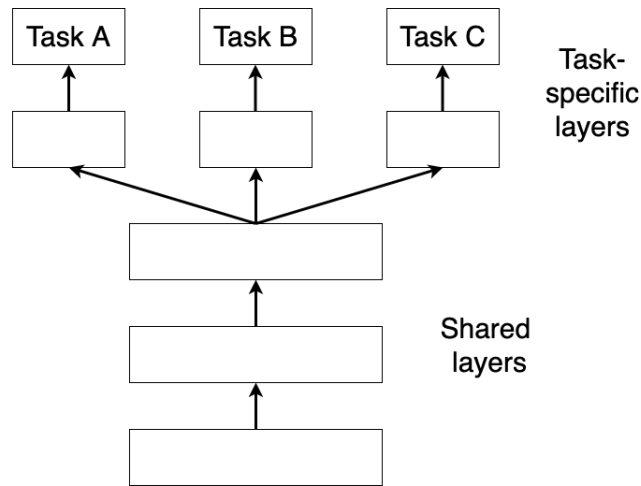 Task A
Task B
Task C
Task-
specific
layers
Shared
layers